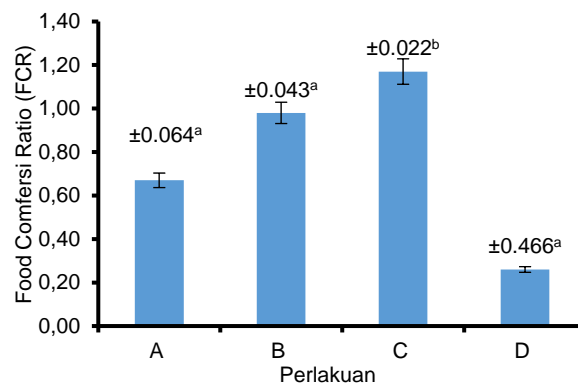 Food Comfersi Ratio (FCR)
1,40
1,20
1,00
0,80
0,60
0,40
0,20
0,00
±0.064ᵃ
±0.043ᵃ
±0.022ᵇ
±0.466ᵃ
A B C D
Perlakuan